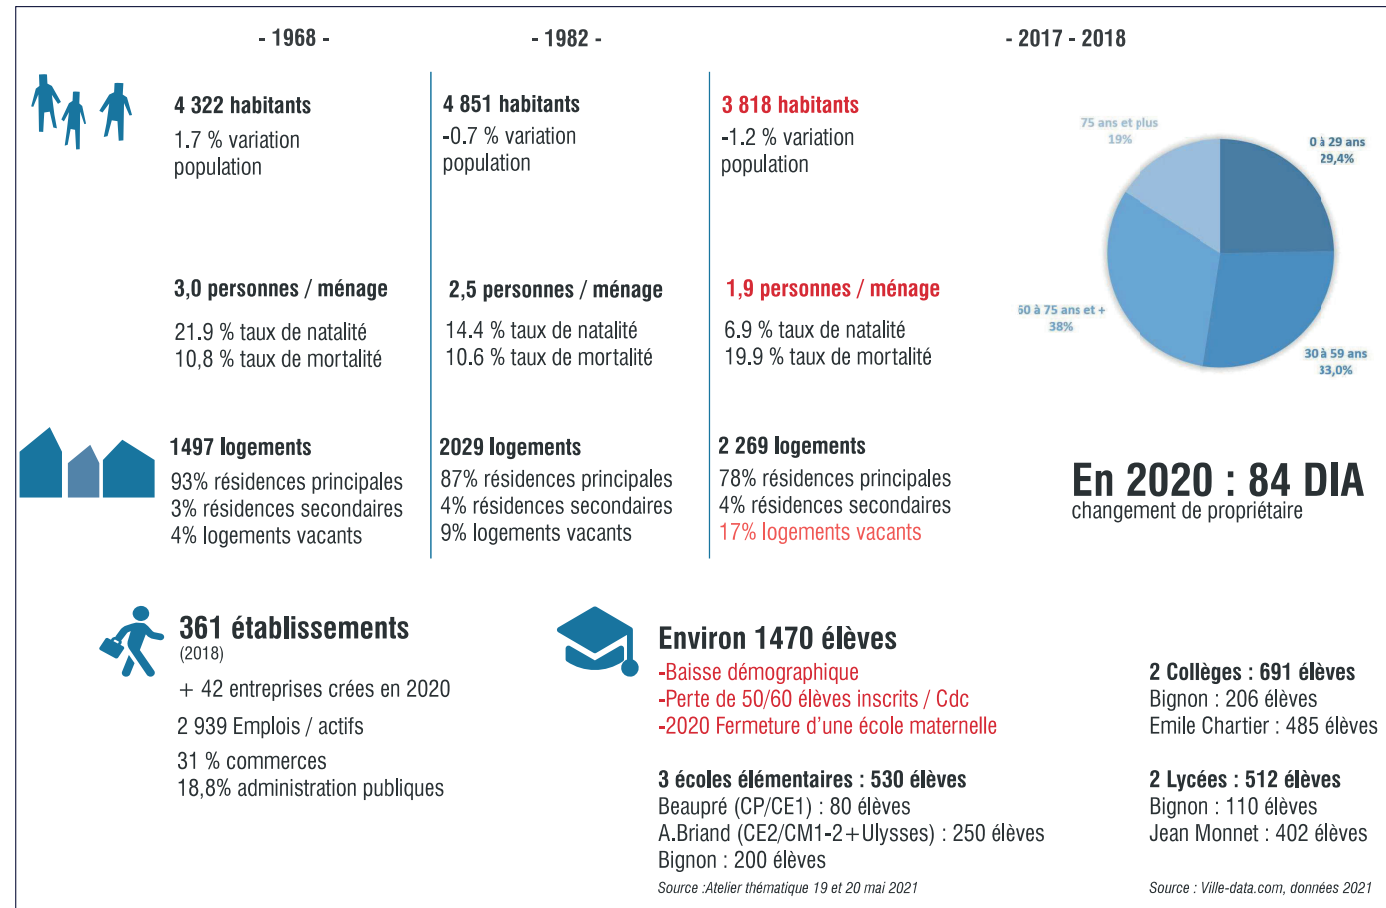 - 1968 -
- 1982 -
- 2017 - 2018
4 322 habitants
1.7 % variation
population
4 851 habitants
-0.7 % variation
population
3 818 habitants
-1.2 % variation
population
75 ans et plus
19%
0 à 29 ans
29,4%
60 à 75 ans et +
38%
30 à 59 ans
33,0%
3,0 personnes / ménage
21.9 % taux de natalité
10,8 % taux de mortalité
2,5 personnes / ménage
14.4 % taux de natalité
10.6 % taux de mortalité
1,9 personnes / ménage
6.9 % taux de natalité
19.9 % taux de mortalité
1497 logements
93% résidences principales
3% résidences secondaires
4% logements vacants
2029 logements
87% résidences principales
4% résidences secondaires
9% logements vacants
2 269 logements
78% résidences principales
4% résidences secondaires
17% logements vacants
En 2020 : 84 DIA
changement de propriétaire
361 établissements
(2018)
+ 42 entreprises crées en 2020
2 939 Emplois / actifs
31 % commerces
18,8% administration publiques
Environ 1470 élèves
-Baisse démographique
-Perte de 50/60 élèves inscrits / Cdc
-2020 Fermeture d'une école maternelle
3 écoles élémentaires : 530 élèves
Beaupré (CP/CE1) : 80 élèves
A.Briand (CE2/CM1-2+Ulysses) : 250 élèves
Bignon : 200 élèves
Source :Atelier thématique 19 et 20 mai 2021
2 Collèges : 691 élèves
Bignon : 206 élèves
Emile Chartier : 485 élèves
2 Lycées : 512 élèves
Bignon : 110 élèves
Jean Monnet : 402 élèves
Source : Ville-data.com, données 2021